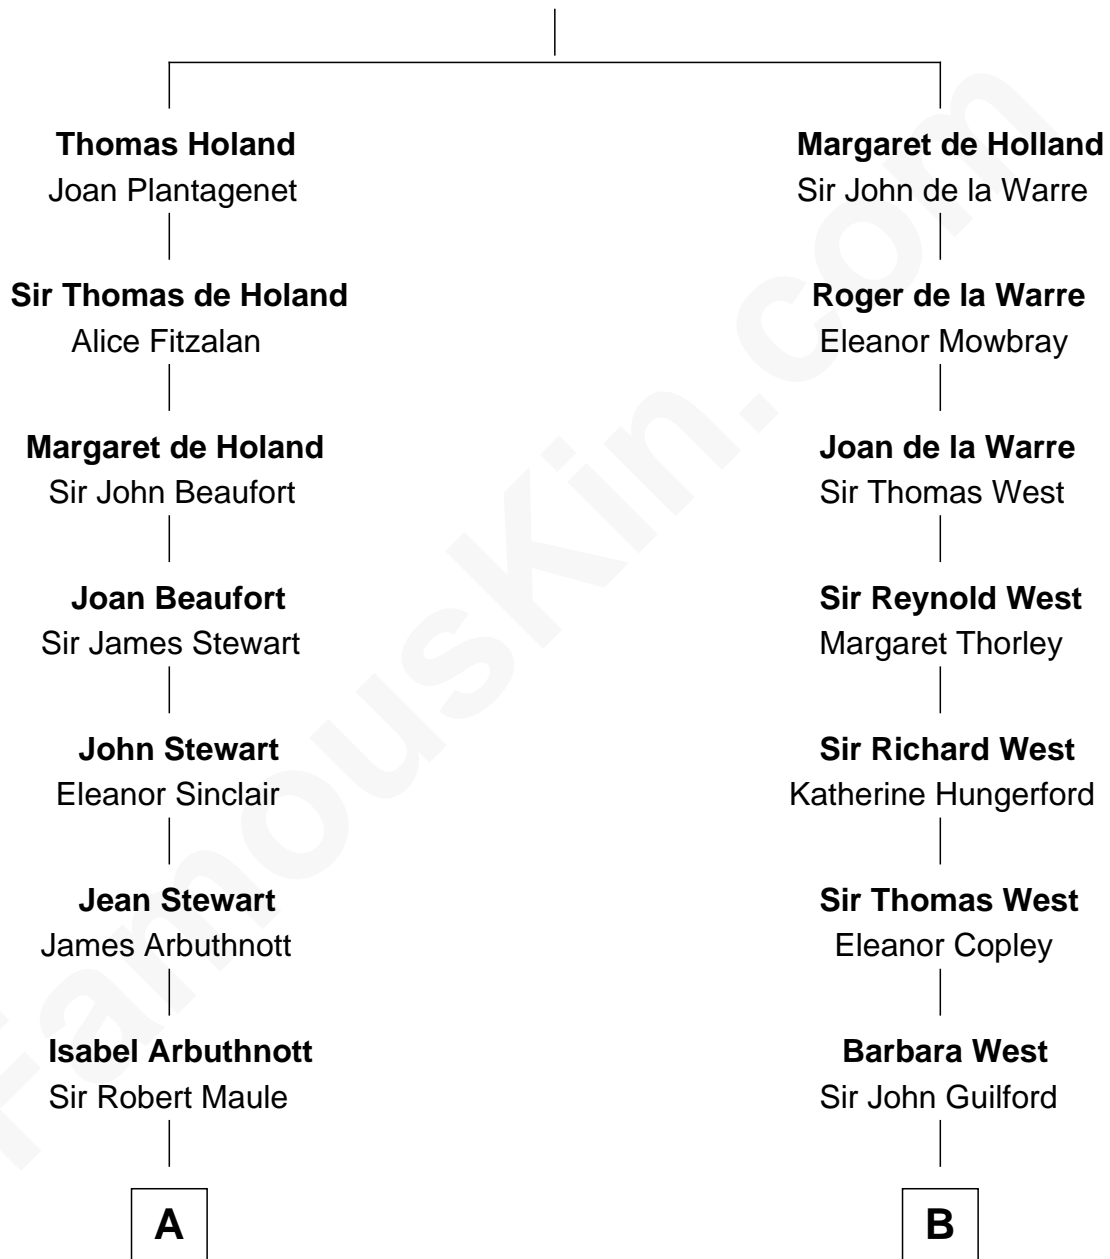 Thomas Holand
Joan Plantagenet
Sir Thomas de Holand
Alice Fitzalan
Margaret de Holand
Sir John Beaufort
Joan Beaufort
Sir James Stewart
John Stewart
Eleanor Sinclair
Jean Stewart
James Arbuthnott
Isabel Arbuthnott
Sir Robert Maule
A
Margaret de Holland
Sir John de la Warre
Roger de la Warre
Eleanor Mowbray
Joan de la Warre
Sir Thomas West
Sir Reynold West
Margaret Thorley
Sir Richard West
Katherine Hungerford
Sir Thomas West
Eleanor Copley
Barbara West
Sir John Guilford
B
FamousKin.com